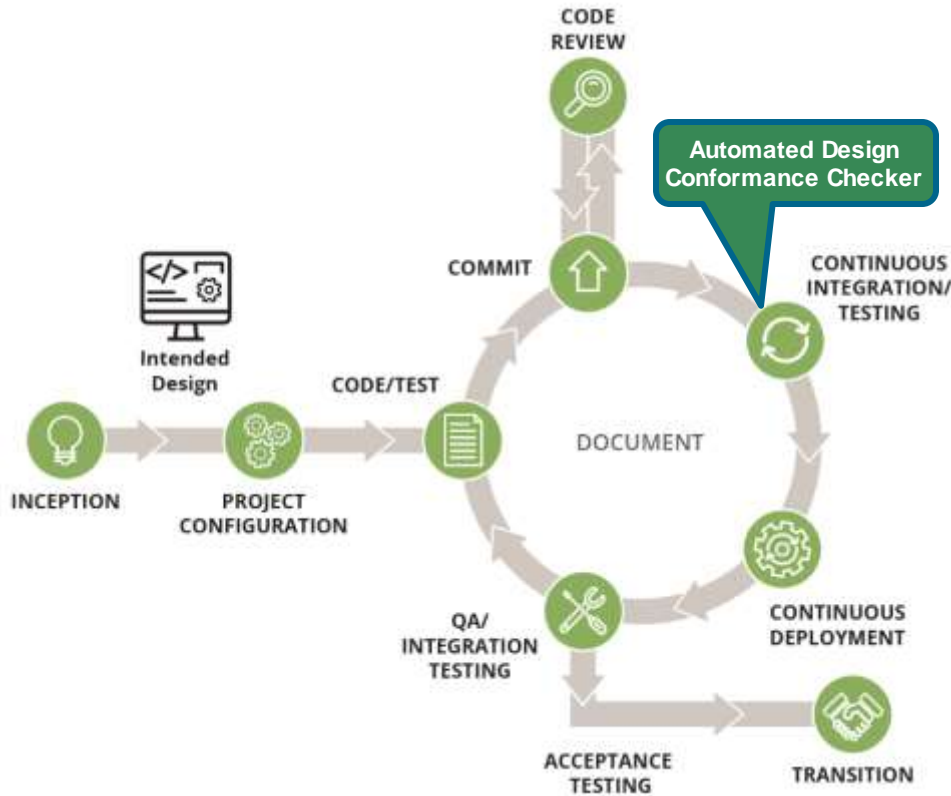 CODE
REVIEW
Automated Design
Conformance Checker
COMMIT
CONTINUOUS
INTEGRATION/
TESTING
</>
Intended
Design
CODE/TEST
DOCUMENT
INCEPTION
PROJECT
CONFIGURATION
QA/
INTEGRATION
TESTING
CONTINUOUS
DEPLOYMENT
ACCEPTANCE
TESTING
TRANSITION